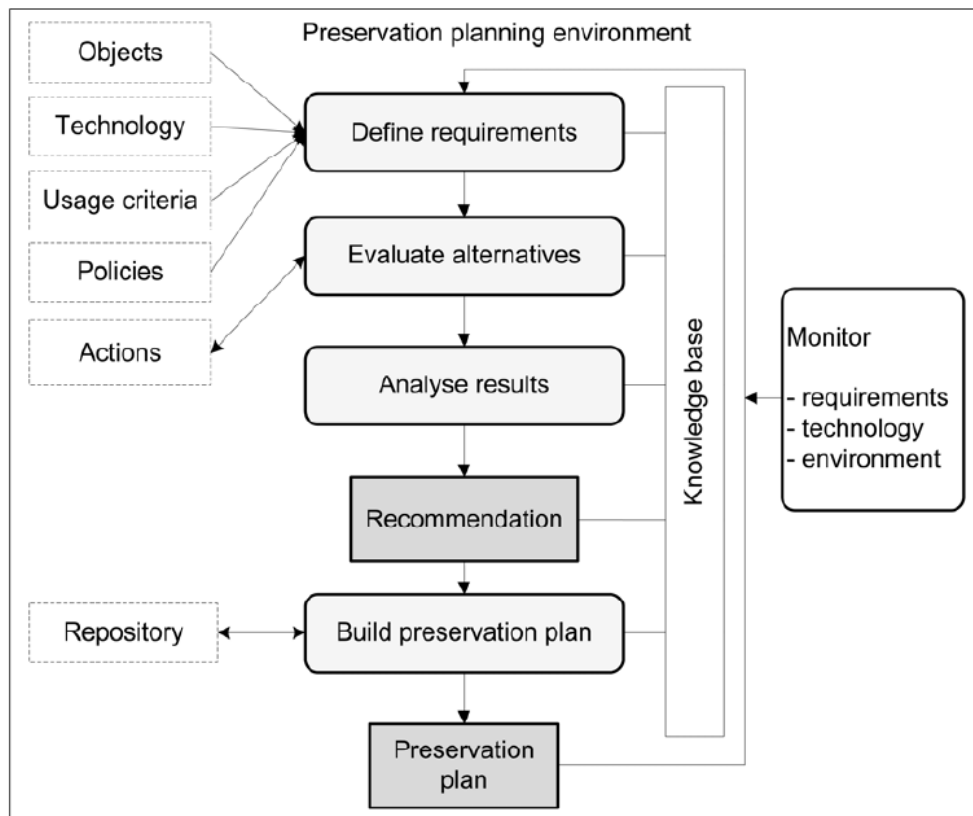 Preservation planning environment
Objects
Technology
Usage criteria
Policies
Actions
Repository
Define requirements
Evaluate alternatives
Analyse results
Recommendation
Build preservation plan
Preservation
plan
Knowledge base
Monitor
- requirements
- technology
- environment